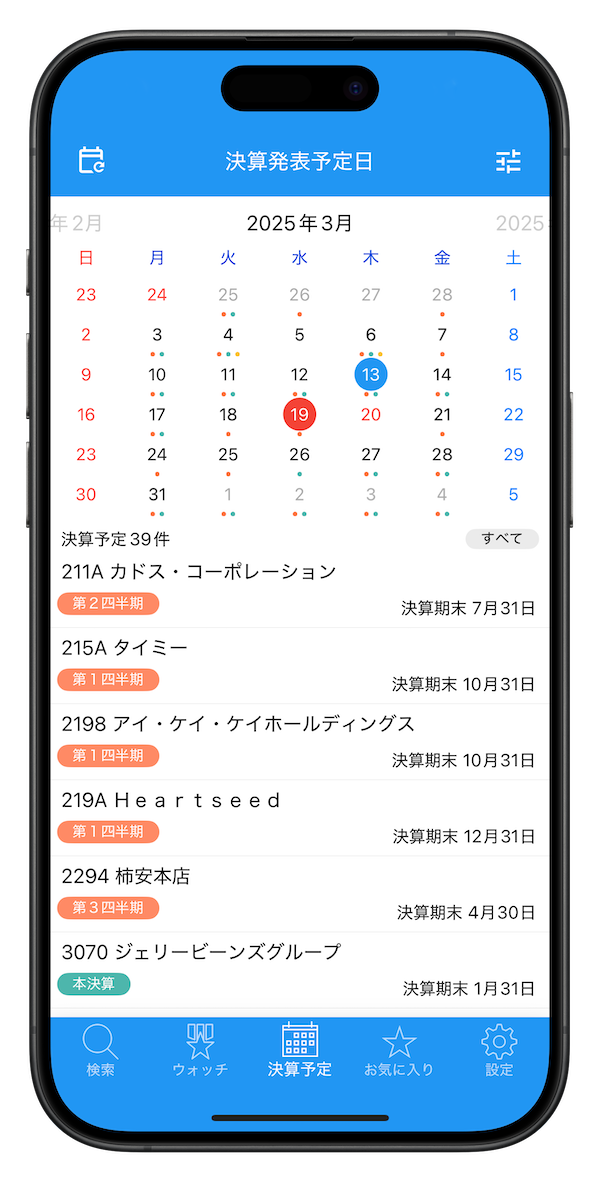 決算発表予定日
年2月 2025年3月 2025
日 月 火 水 木 金 土
23 24 25 26 27 28 1
2 3 4 5 6 7 8
9 10 11 12 13 14 15
16 17 18 19 20 21 22
23 24 25 26 27 28 29
30 31 1 2 3 4 5
決算予定39件 すべて
211A カドス・コーポレーション
第2四半期 決算期末 7月31日
215A タイミー
第1四半期 決算期末 10月31日
2198 アイ・ケイ・ケイホールディングス
第1四半期 決算期末 10月31日
219A Ｈｅａｒｔｓｅｅｄ
第1四半期 決算期末 12月31日
2294 柿安本店
第3四半期 決算期末 4月30日
3070 ジェリービーンズグループ
本決算 決算期末 1月31日
検索 ウォッチ 決算予定 お気に入り 設定